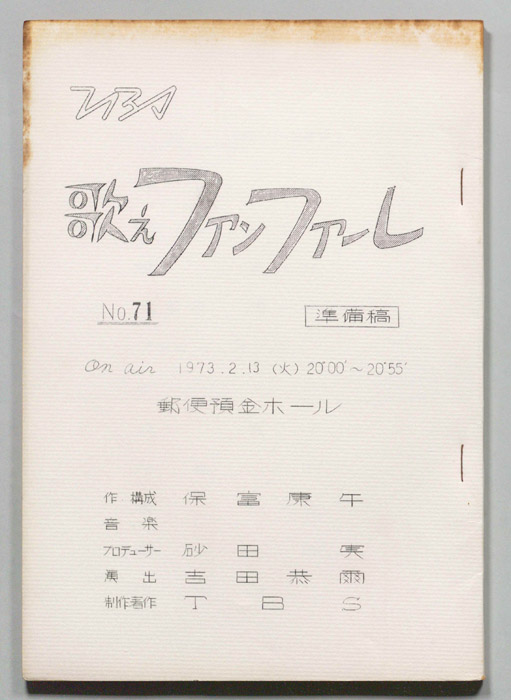 TBS
歌え ファンファーレ
No.71
準備稿
On air 1973.2.13 (火) 20°00'～20°55'
郵便預金ホール
作 構成 保富康午
音楽
プロデューサー 砂田実
演出 吉田恭爾
制作著作 TBS